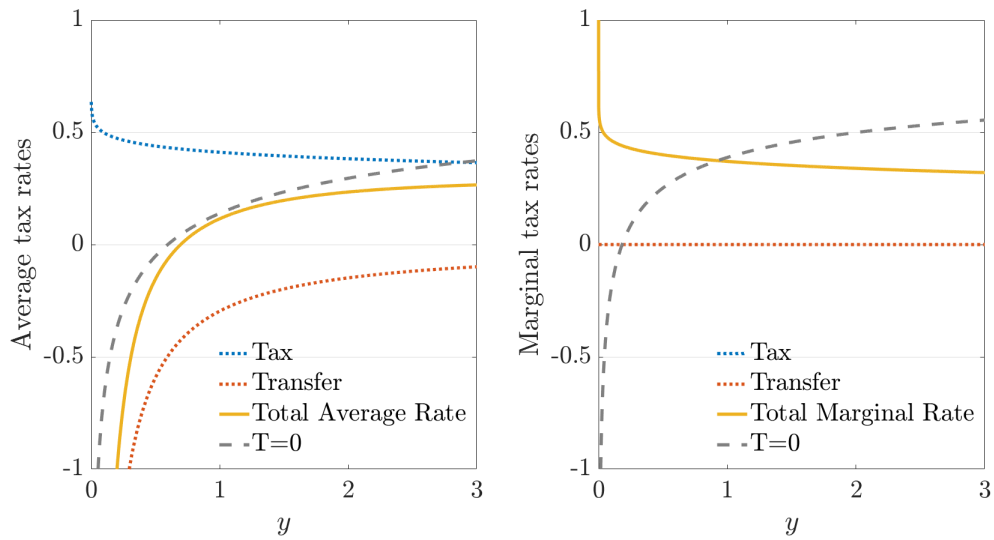 Average tax rates
1
0.5
0
-0.5
-1
Tax
Transfer
Total Average Rate
T=0
0
1
2
3
y
Marginal tax rates
1
0.5
0
-0.5
-1
Tax
Transfer
Total Marginal Rate
T=0
0
1
2
3
y